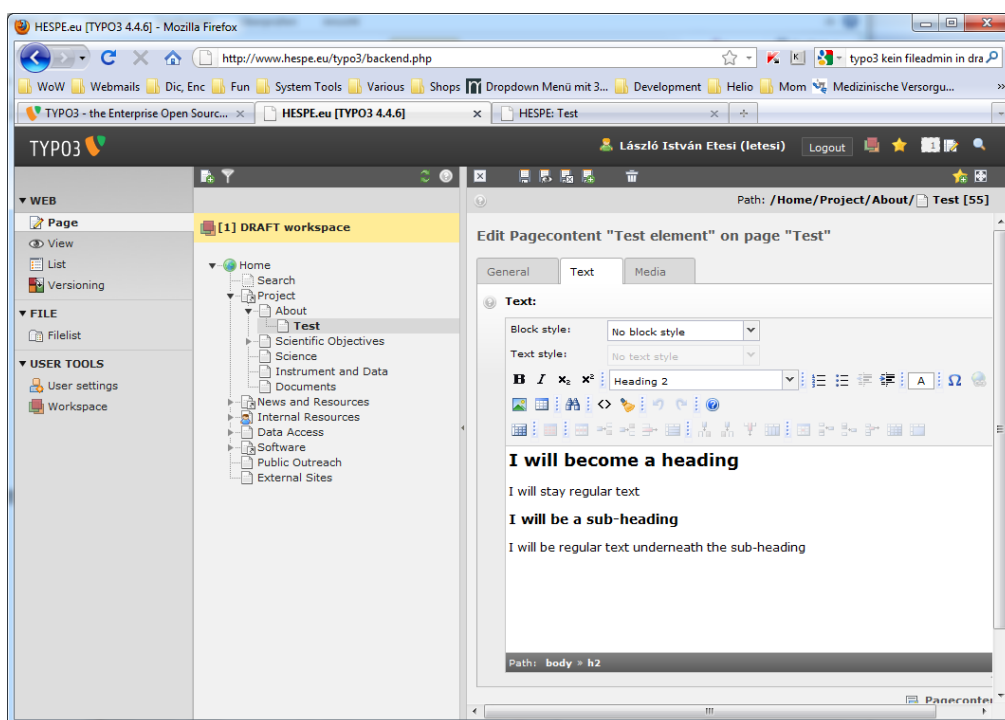 HESPE.eu [TYPO3 4.4.6] - Mozilla Firefox
http://www.hespe.eu/typo3/backend.php
typo3 kein fileadmin in dra
WoW Webmails Dic, Enc Fun System Tools Various Shops Dropdown Menü mit 3... Development Helio Mom Medizinische Versorgu... »
TYPO3 - the Enterprise Open Sourc... HESPE.eu [TYPO3 4.4.6] HESPE: Test
TYPO3 László István Etesi (letesi) Logout 1
WEB
Page
View
List
Versioning
FILE
Filelist
USER TOOLS
User settings
Workspace
[1] DRAFT workspace
Home
Search
Project
About
Test
Scientific Objectives
Science
Instrument and Data
Documents
News and Resources
Internal Resources
Data Access
Software
Public Outreach
External Sites
Path: /Home/Project/About/ Test [55]
Edit Pagecontent "Test element" on page "Test"
General Text Media
Text:
Block style: No block style
Text style: No text style
B I x₂ x² Heading 2 A Ω
I will become a heading
I will stay regular text
I will be a sub-heading
I will be regular text underneath the sub-heading
Path: body » h2